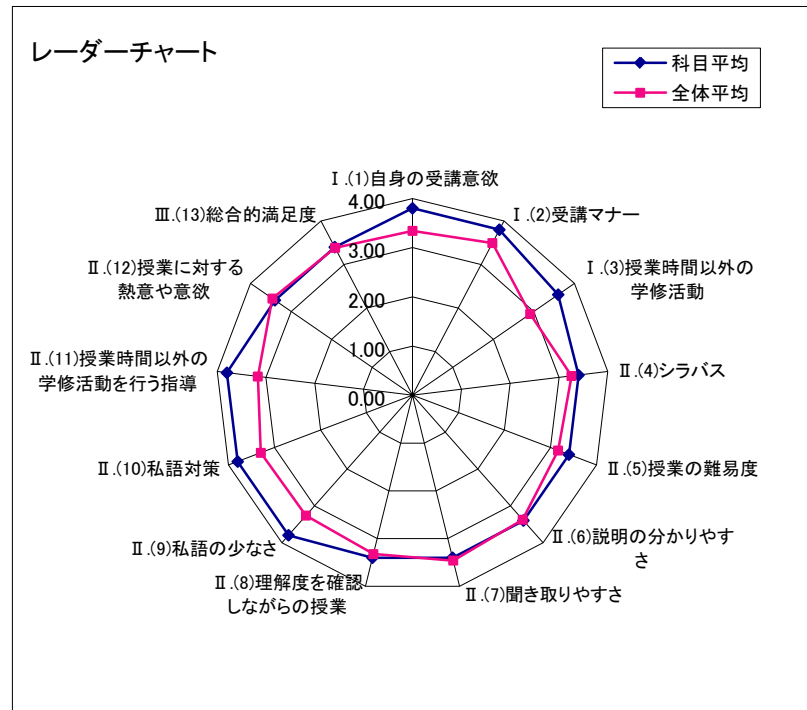 レーダーチャート
科目平均
全体平均
Ⅰ.(1)自身の受講意欲
Ⅰ.(2)受講マナー
Ⅰ.(3)授業時間以外の
学修活動
Ⅱ.(4)シラバス
Ⅱ.(5)授業の難易度
Ⅱ.(6)説明の分かりやす
さ
Ⅱ.(7)聞き取りやすさ
Ⅱ.(8)理解度を確認
しながらの授業
Ⅱ.(9)私語の少なさ
Ⅱ.(10)私語対策
Ⅱ.(11)授業時間以外の
学修活動を行う指導
Ⅱ.(12)授業に対する
熱意や意欲
Ⅲ.(13)総合的満足度
4.00
3.00
2.00
1.00
0.00